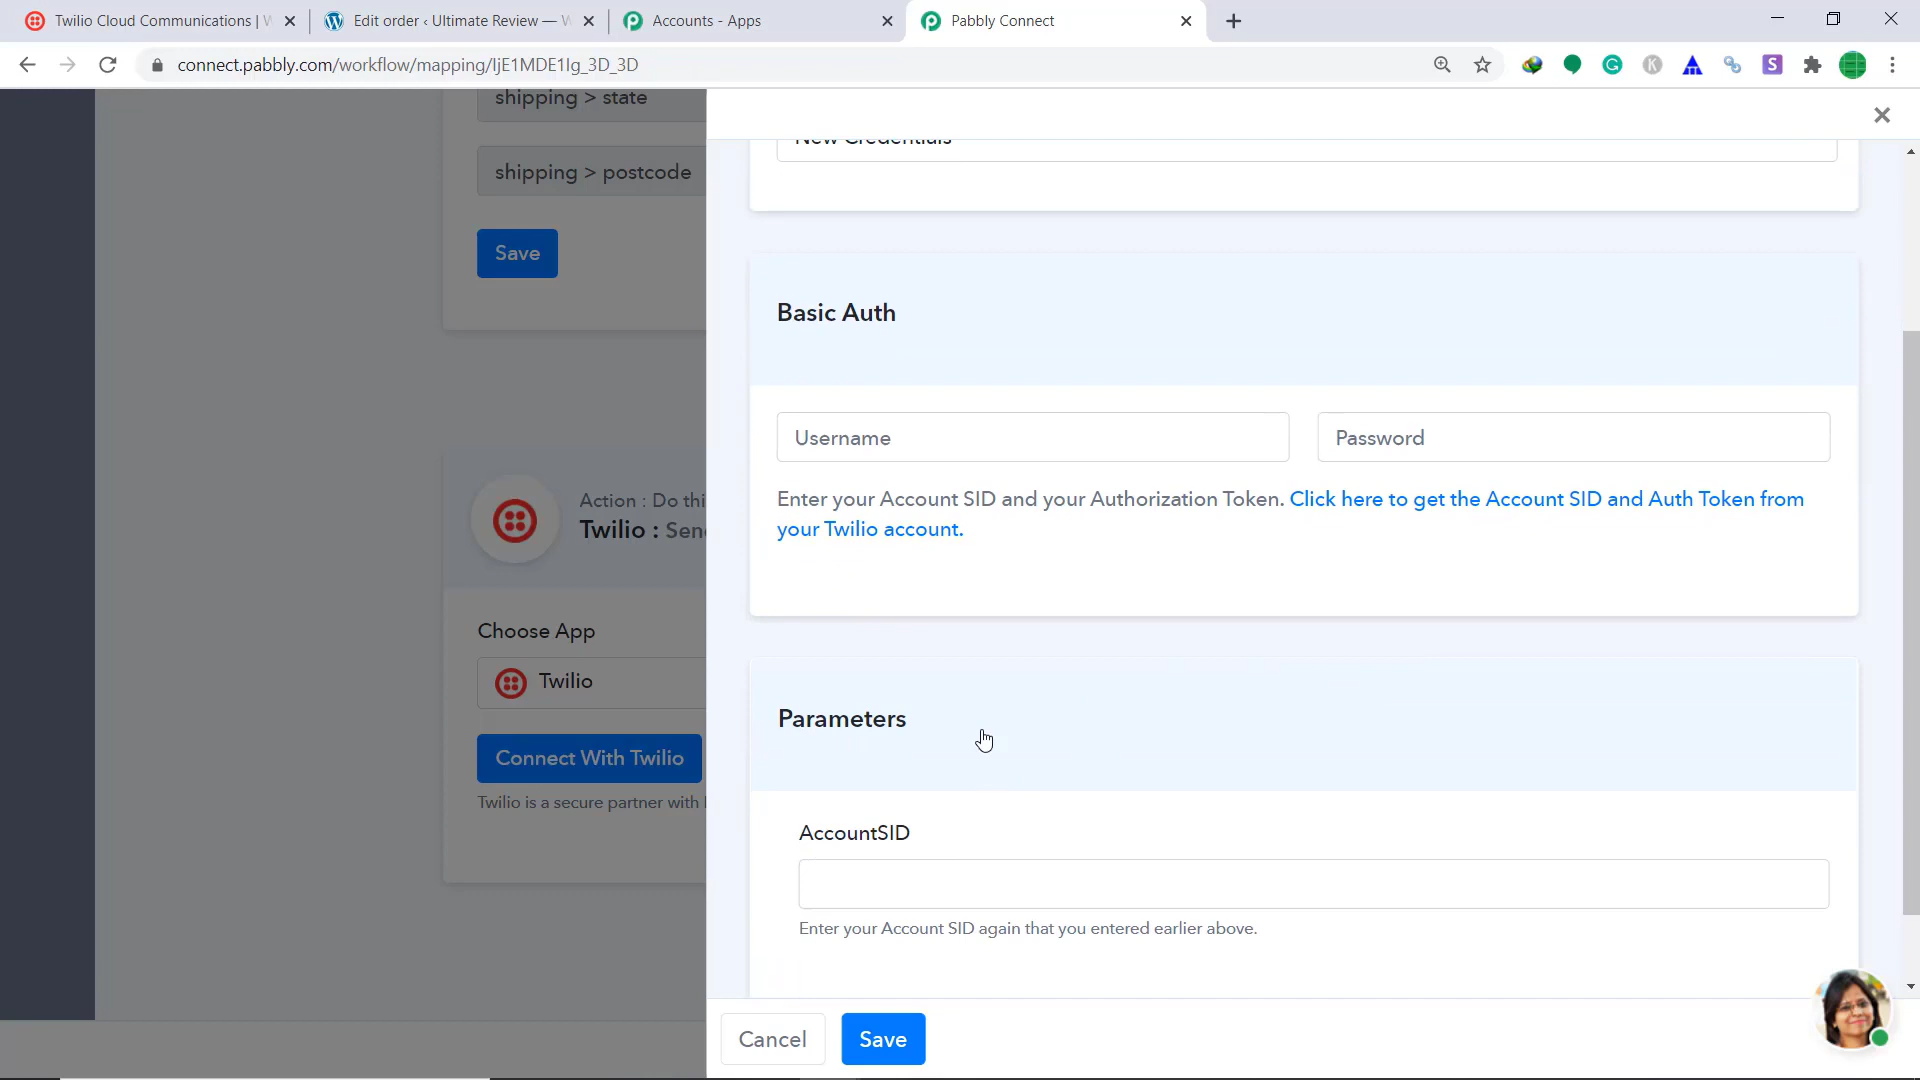 Twilio Cloud Communications | W
Edit order ‹ Ultimate Review — W
Accounts - Apps
Pabbly Connect
connect.pabbly.com/workflow/mapping/IjE1MDE1Ig_3D_3D
shipping > state
shipping > postcode
Save
Action : Do thi
Twilio : Sen
Choose App
Twilio
Connect With Twilio
Twilio is a secure partner with
New Credentials
Basic Auth
Username
Password
Enter your Account SID and your Authorization Token. Click here to get the Account SID and Auth Token from
your Twilio account.
Parameters
AccountSID
Enter your Account SID again that you entered earlier above.
Cancel
Save